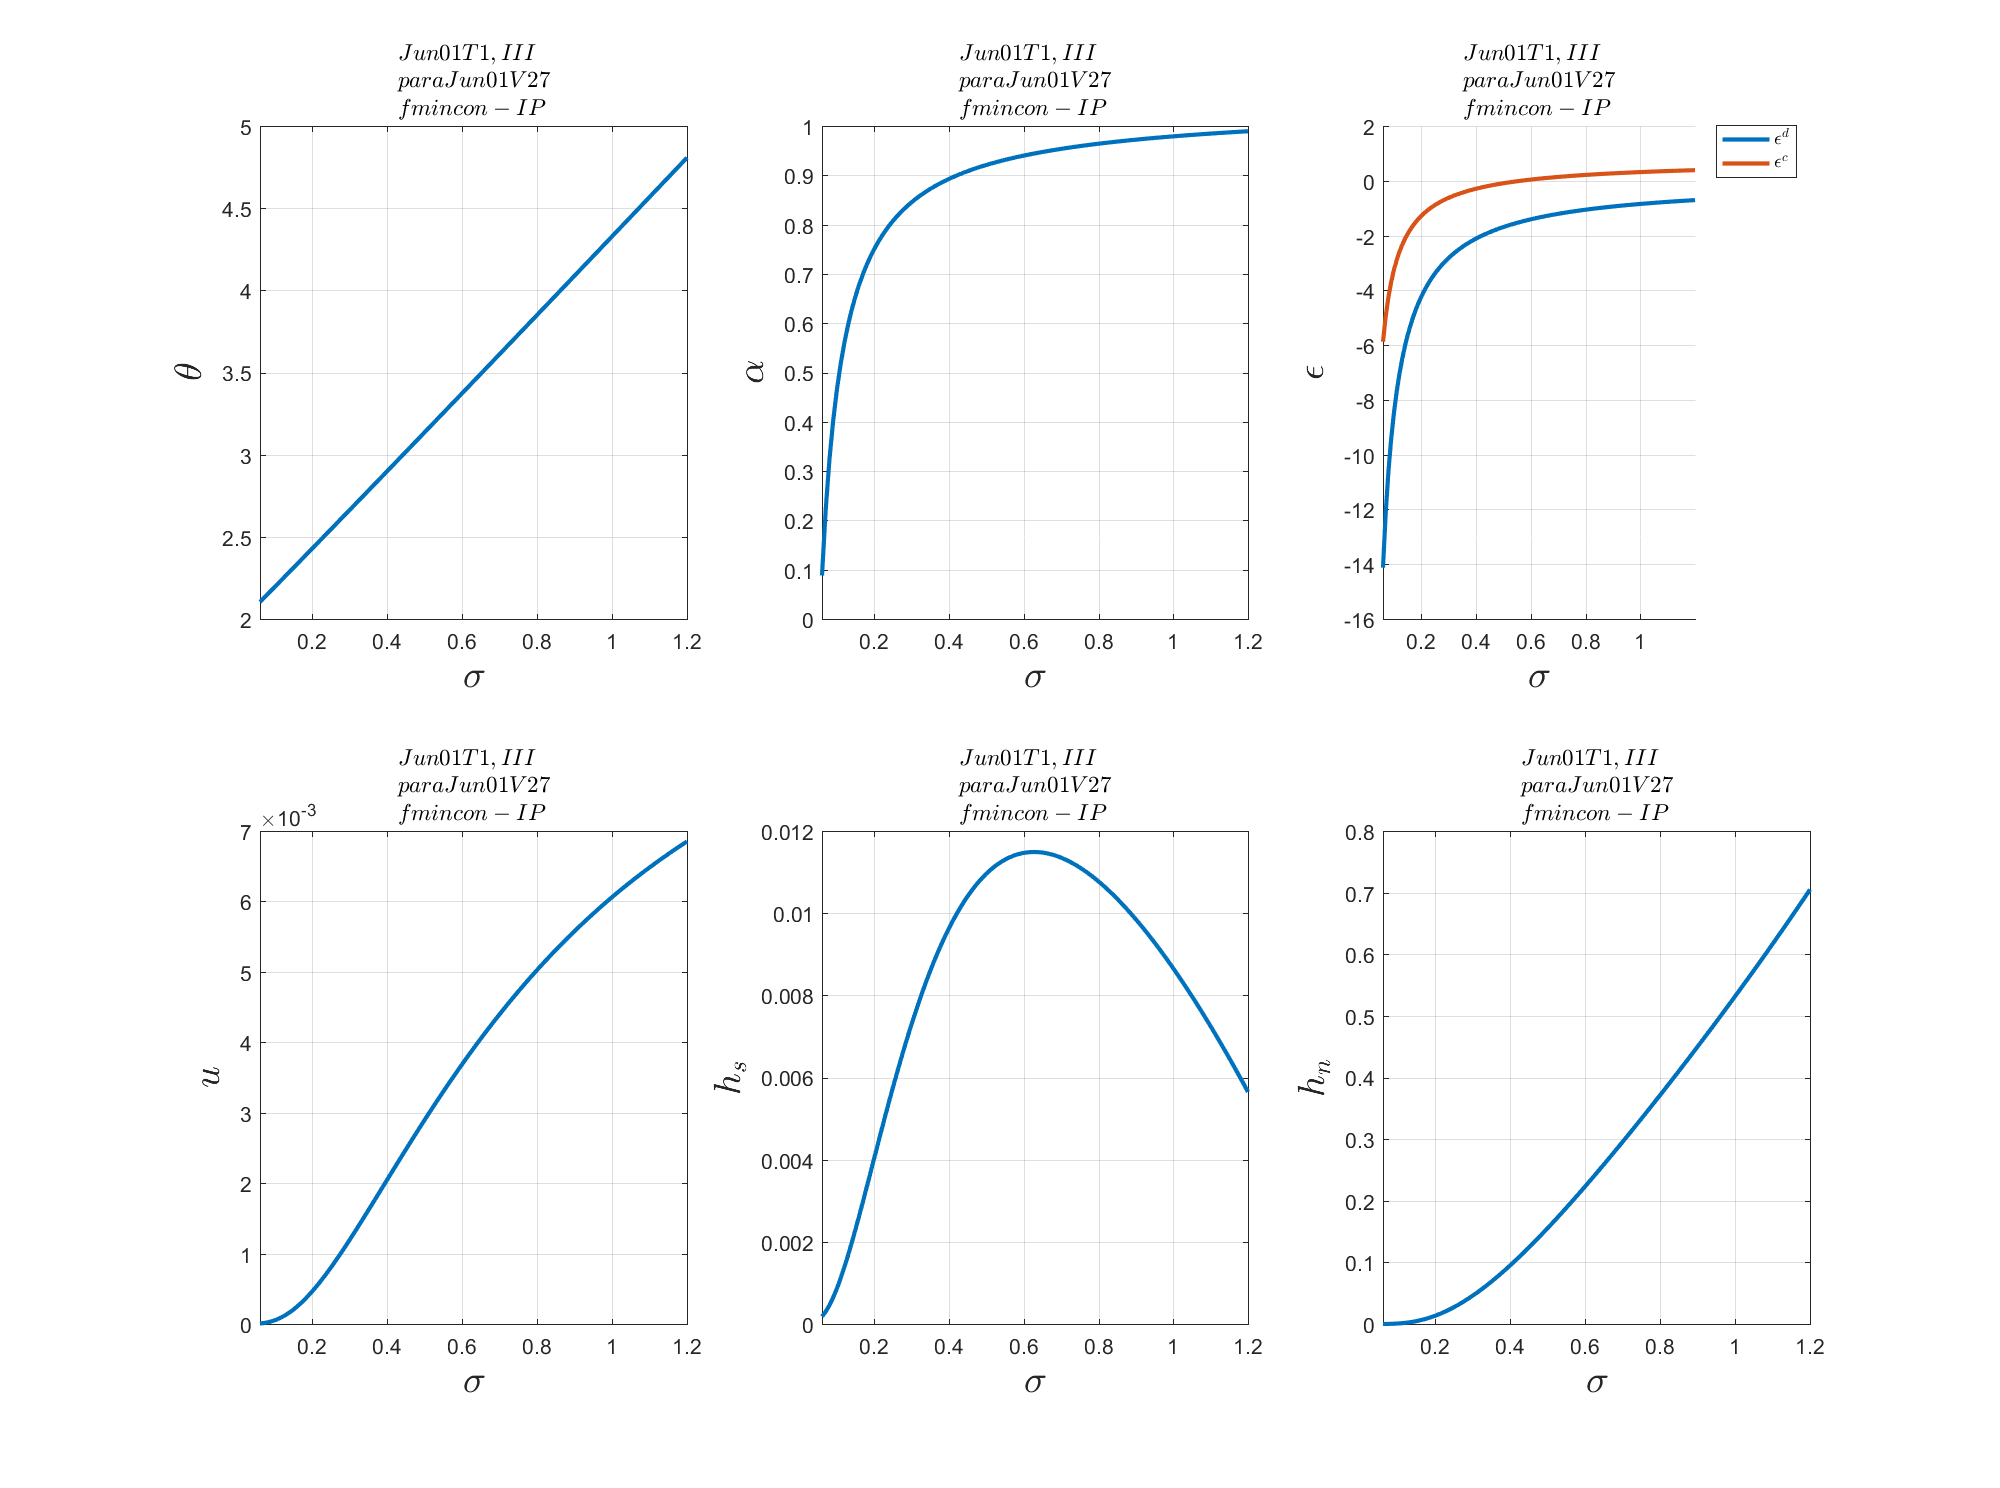 Jun01T1, III
paraJun01V27
fmincon − IP
5
4.5
4
3.5
3
2.5
2
θ
0.2 0.4 0.6 0.8 1 1.2
σ
Jun01T1, III
paraJun01V27
fmincon − IP
1
0.9
0.8
0.7
0.6
0.5
0.4
0.3
0.2
0.1
0
α
0.2 0.4 0.6 0.8 1 1.2
σ
Jun01T1, III
paraJun01V27
fmincon − IP
2
0
-2
-4
-6
-8
-10
-12
-14
-16
ϵ
0.2 0.4 0.6 0.8 1
σ
ϵ^d
ϵ^c
Jun01T1, III
paraJun01V27
fmincon − IP
×10^-3
7
6
5
4
3
2
1
0
u
0.2 0.4 0.6 0.8 1 1.2
σ
Jun01T1, III
paraJun01V27
fmincon − IP
0.012
0.01
0.008
0.006
0.004
0.002
0
h_s
0.2 0.4 0.6 0.8 1 1.2
σ
Jun01T1, III
paraJun01V27
fmincon − IP
0.8
0.7
0.6
0.5
0.4
0.3
0.2
0.1
0
h_n
0.2 0.4 0.6 0.8 1 1.2
σ